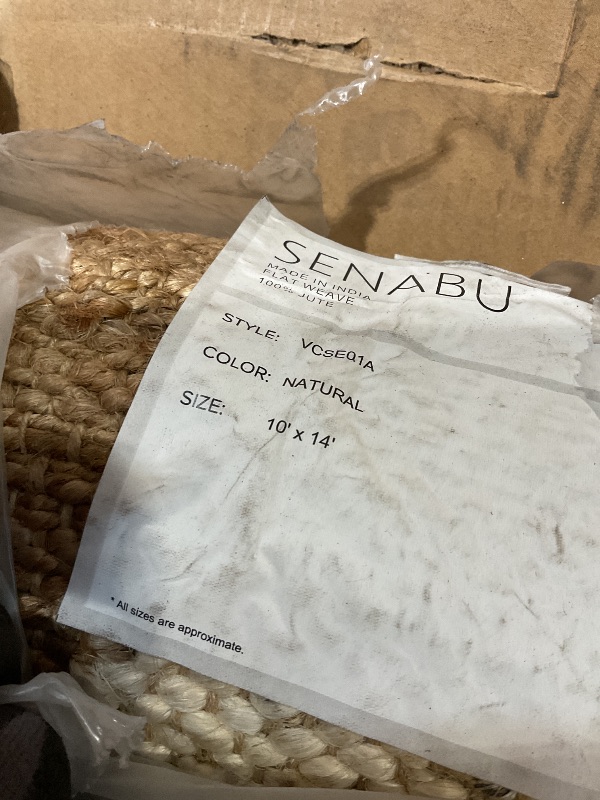 SENABU
MADE IN INDIA
FLAT WEAVE
100% JUTE
STYLE: VCSE01A
COLOR: NATURAL
SIZE: 10' x 14'
* All sizes are approximate.